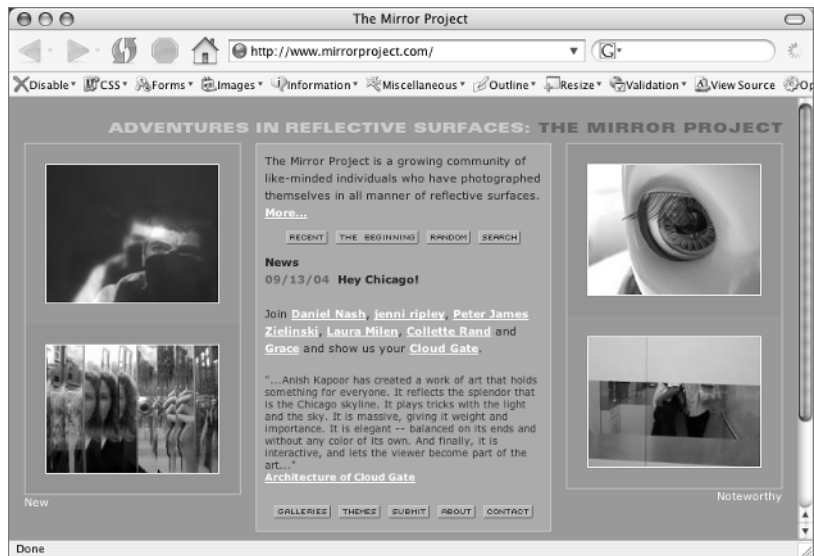 The Mirror Project
http://www.mirrorproject.com/
G
Disable CSS Forms Images Information Miscellaneous Outline Resize Validation View Source Op
ADVENTURES IN REFLECTIVE SURFACES: THE MIRROR PROJECT
The Mirror Project is a growing community of
like-minded individuals who have photographed
themselves in all manner of reflective surfaces.
More...
RECENT THE BEGINNING RANDOM SEARCH
News
09/13/04 Hey Chicago!
Join Daniel Nash, jenni ripley, Peter James
Zielinski, Laura Milen, Collette Rand and
Grace and show us your Cloud Gate.
"...Anish Kapoor has created a work of art that holds
something for everyone. It reflects the splendor that
is the Chicago skyline. It plays tricks with the light
and the sky. It is massive, giving it weight and
importance. It is elegant -- balanced on its ends and
without any color of its own. And finally, it is
interactive, and lets the viewer become part of the
art..."
Architecture of Cloud Gate
GALLERIES THEMES SUBMIT ABOUT CONTACT
New
Noteworthy
Done